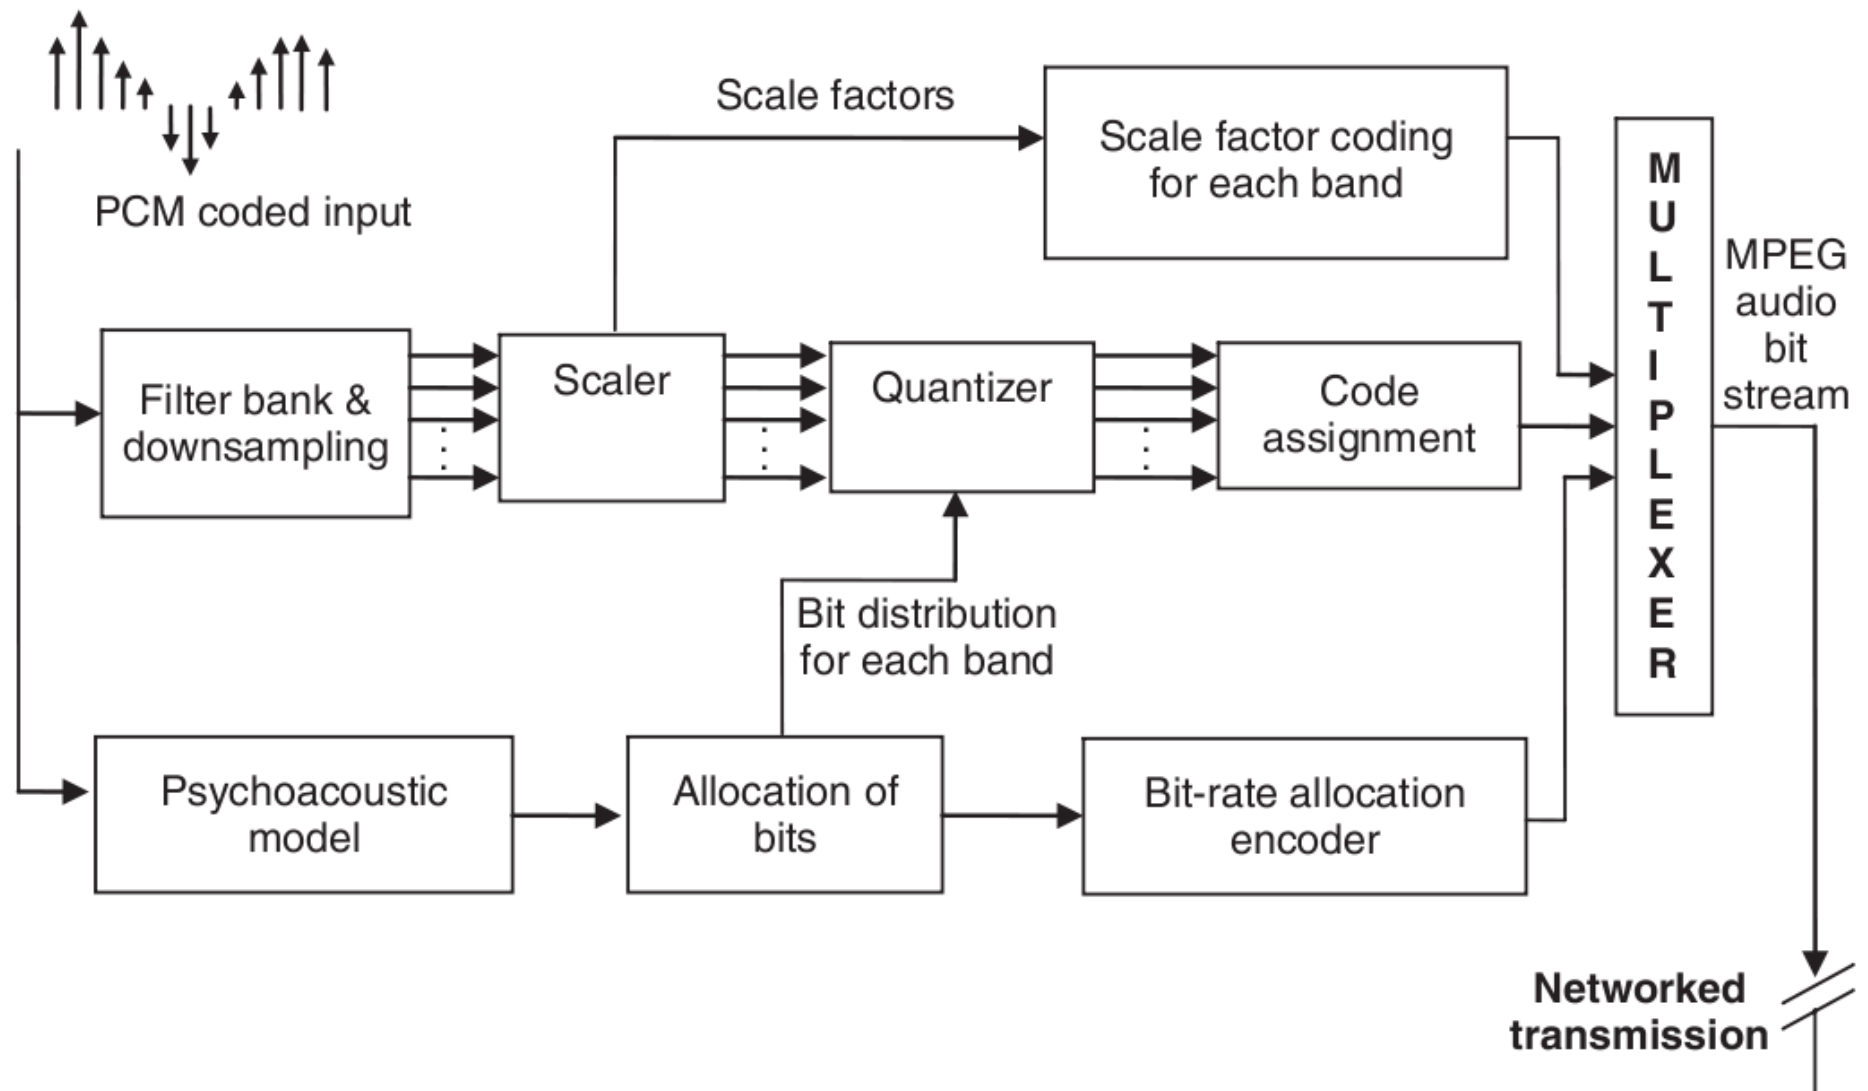 PCM coded input
Scale factors
Scale factor coding
for each band
Filter bank &
downsampling
Scaler
Quantizer
Code
assignment
MULTIPLEXER
MPEG
audio
bit
stream
Bit distribution
for each band
Psychoacoustic
model
Allocation of
bits
Bit-rate allocation
encoder
Networked
transmission